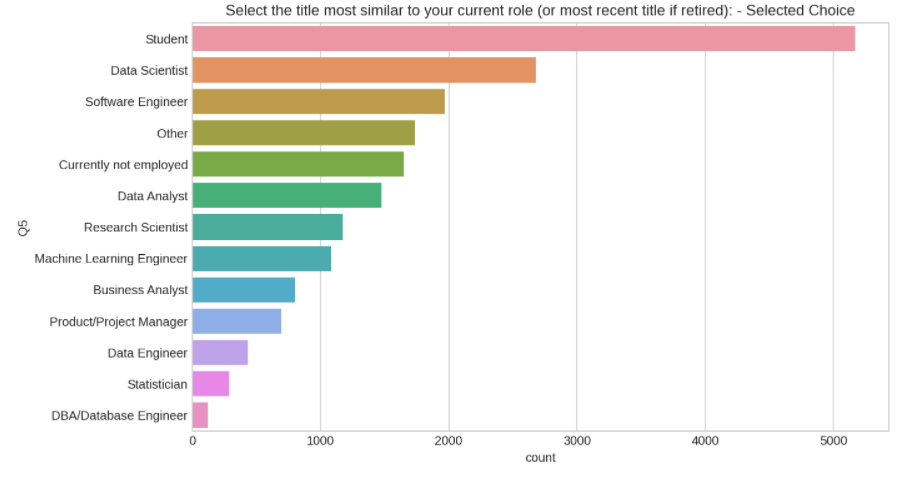 Select the title most similar to your current role (or most recent title if retired): - Selected Choice
Student
Data Scientist
Software Engineer
Other
Currently not employed
Data Analyst
Research Scientist
Machine Learning Engineer
Business Analyst
Product/Project Manager
Data Engineer
Statistician
DBA/Database Engineer
Q5
0 1000 2000 3000 4000 5000
count